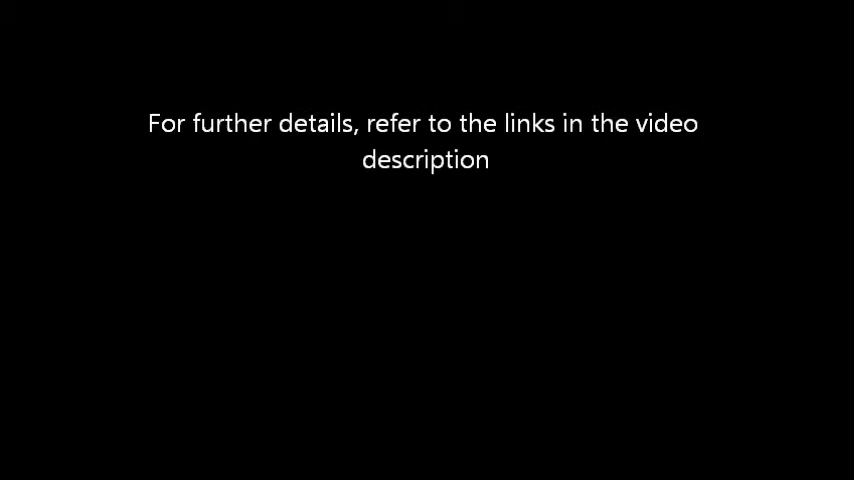 For further details, refer to the links in the video
description